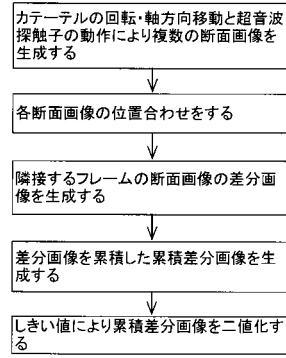 カテーテルの回転・軸方向移動と超音波
探触子の動作により複数の断面画像を
生成する
各断面画像の位置合わせをする
隣接するフレームの断面画像の差分画
像を生成する
差分画像を累積した累積差分画像を生
成する
しきい値により累積差分画像を二値化す
る